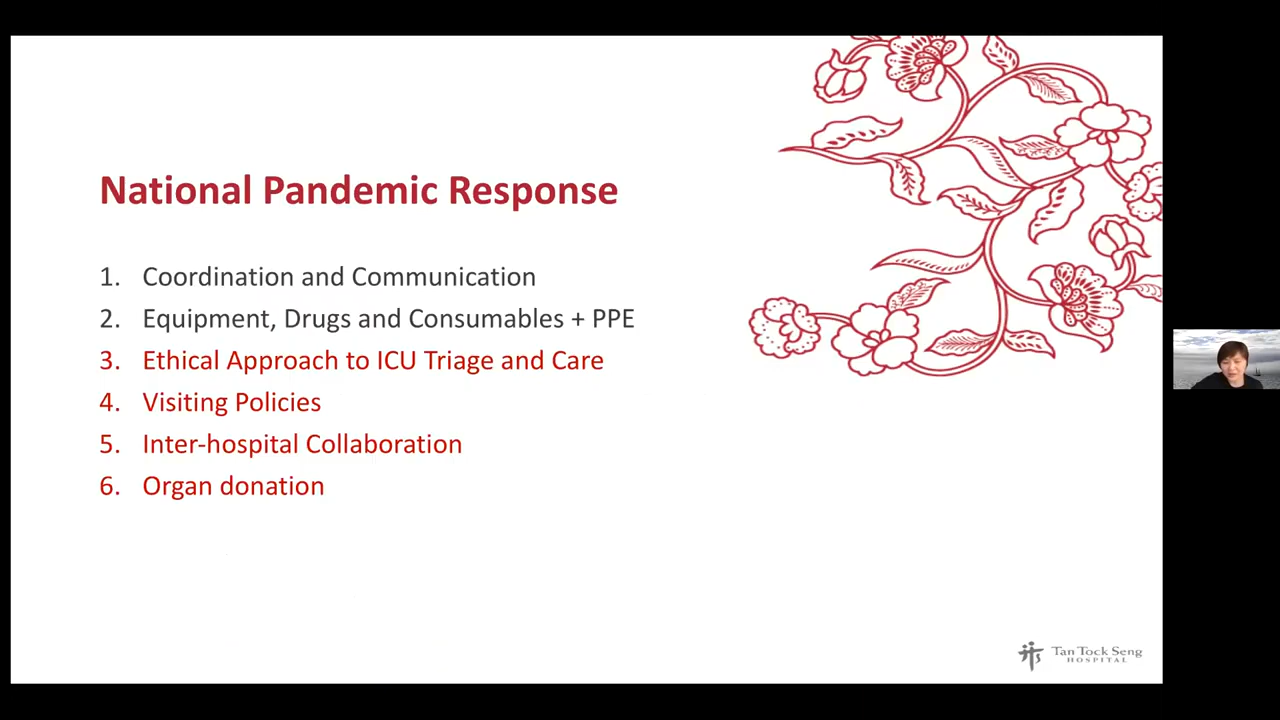 National Pandemic Response
1. Coordination and Communication
2. Equipment, Drugs and Consumables + PPE
3. Ethical Approach to ICU Triage and Care
4. Visiting Policies
5. Inter-hospital Collaboration
6. Organ donation
Tan Tock Seng
HOSPITAL